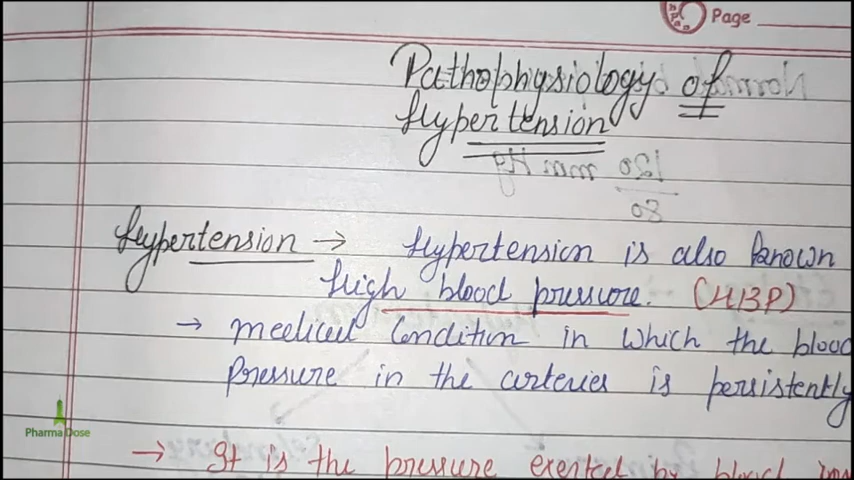 Page
Pathophysiology of
Hypertension
Hypertension → Hypertension is also known
High blood pressure. (HBP)
→ medical Condition in which the blood
Pressure in the arteries is persistently
→ It is the pressure exerted by blood
Pharma Dose